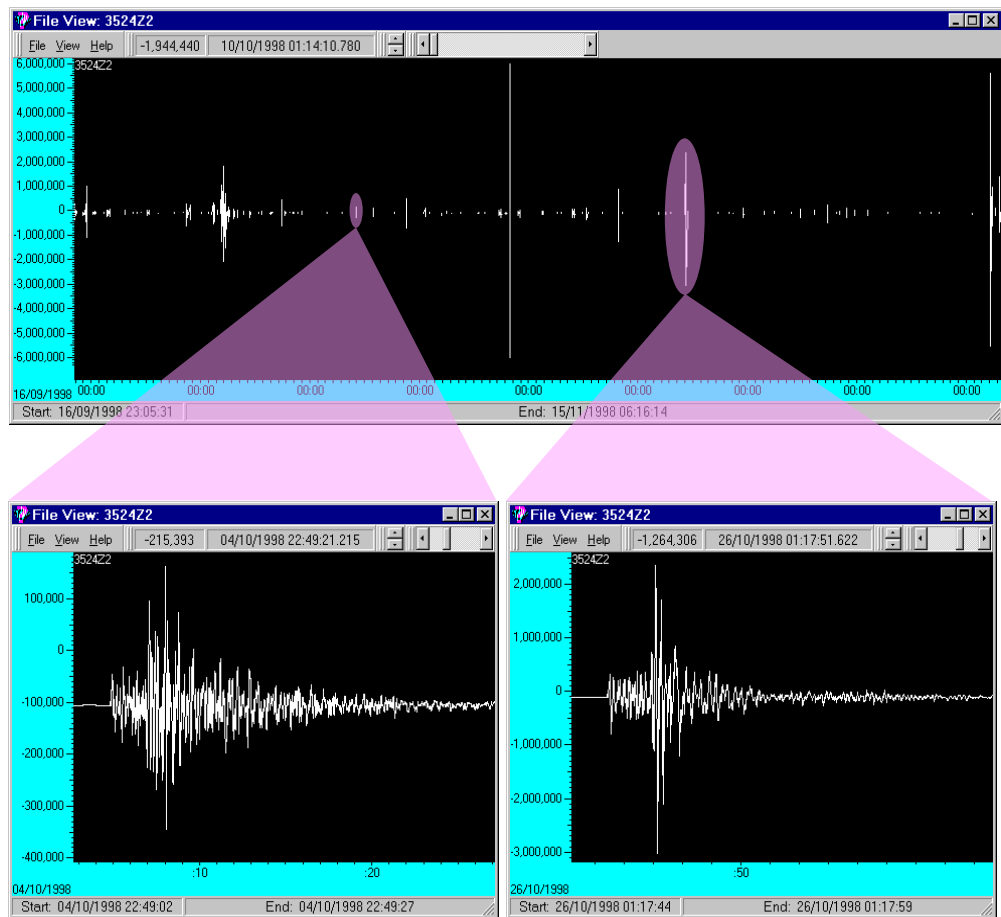 File View: 3524Z2
File View Help -1,944,440 10/10/1998 01:14:10.780
3524Z2
6,000,000
5,000,000
4,000,000
3,000,000
2,000,000
1,000,000
0
-1,000,000
-2,000,000
-3,000,000
-4,000,000
-5,000,000
-6,000,000
16/09/1998 00:00 00:00 00:00 00:00 00:00 00:00 00:00 00:00 00:00
Start: 16/09/1998 23:05:31 End: 15/11/1998 06:16:14
File View: 3524Z2
File View Help -215,393 04/10/1998 22:49:21.215
3524Z2
100,000
0
-100,000
-200,000
-300,000
-400,000
:10 :20
04/10/1998
Start: 04/10/1998 22:49:02 End: 04/10/1998 22:49:27
File View: 3524Z2
File View Help -1,264,306 26/10/1998 01:17:51.622
3524Z2
2,000,000
1,000,000
0
-1,000,000
-2,000,000
-3,000,000
:50
26/10/1998
Start: 26/10/1998 01:17:44 End: 26/10/1998 01:17:59